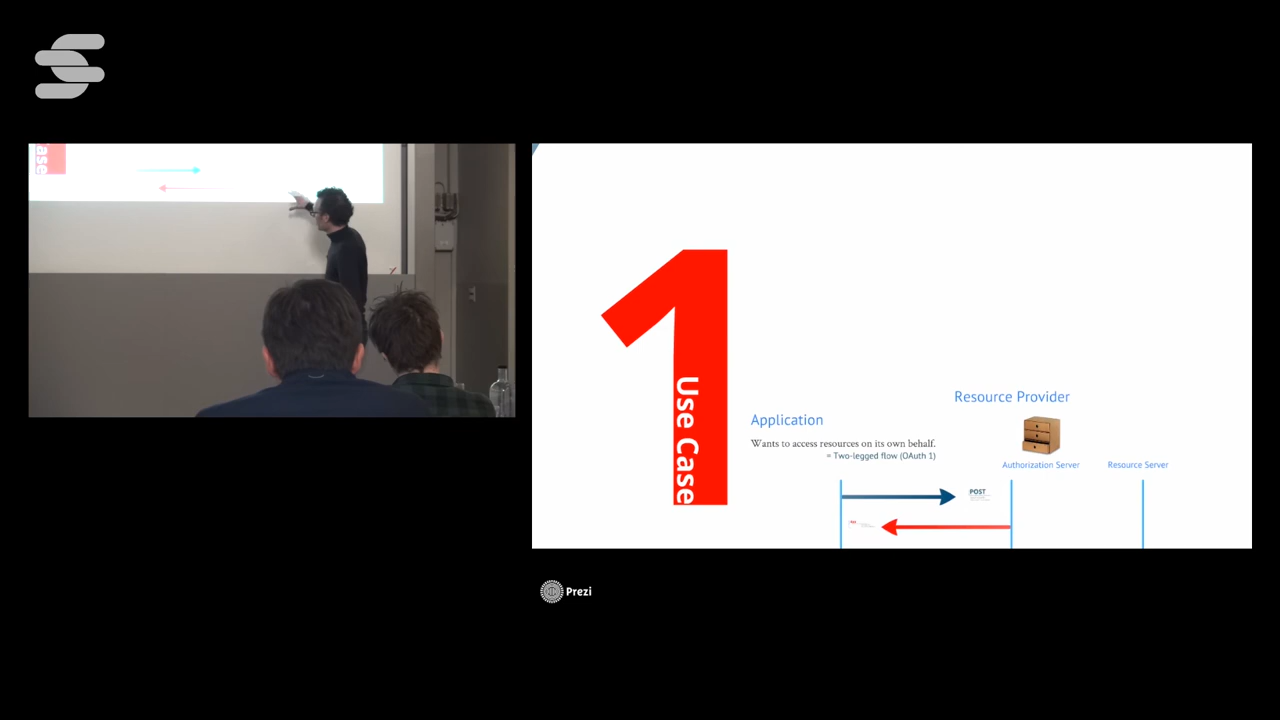 ase
Use Case
Resource Provider
Application
Wants to access resources on its own behalf.
= Two-legged flow (OAuth 1)
Authorization Server
Resource Server
POST
Prezi